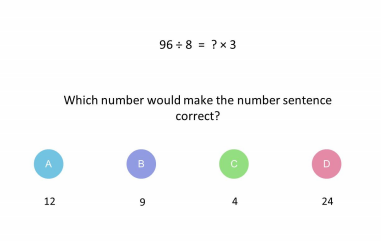 96 ÷ 8 = ? × 3
Which number would make the number sentence
correct?
A B C D
12 9 4 24